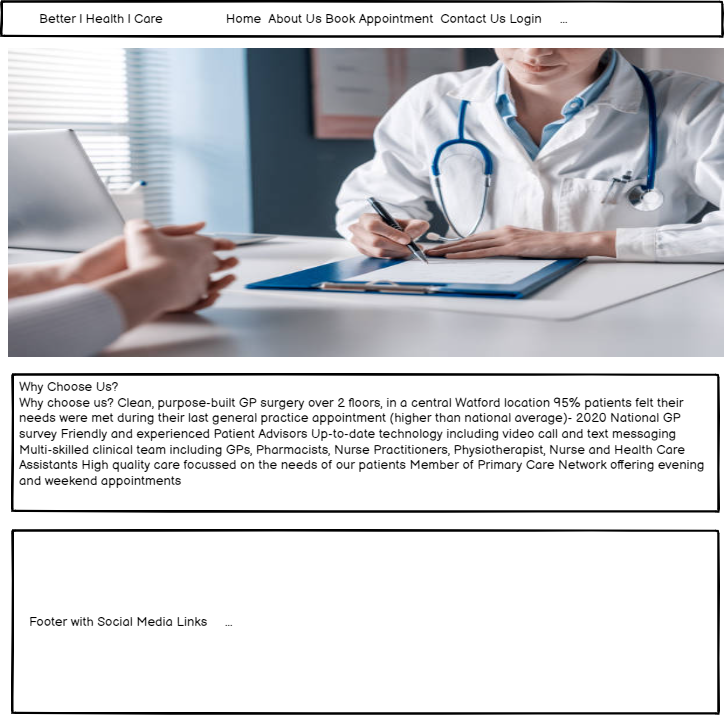 Better | Health | Care Home About Us Book Appointment Contact Us Login ...
Why Choose Us?
Why choose us? Clean, purpose-built GP surgery over 2 floors, in a central Watford location 95% patients felt their
needs were met during their last general practice appointment (higher than national average)- 2020 National GP
survey Friendly and experienced Patient Advisors Up-to-date technology including video call and text messaging
Multi-skilled clinical team including GPs, Pharmacists, Nurse Practitioners, Physiotherapist, Nurse and Health Care
Assistants High quality care focussed on the needs of our patients Member of Primary Care Network offering evening
and weekend appointments
Footer with Social Media Links ...